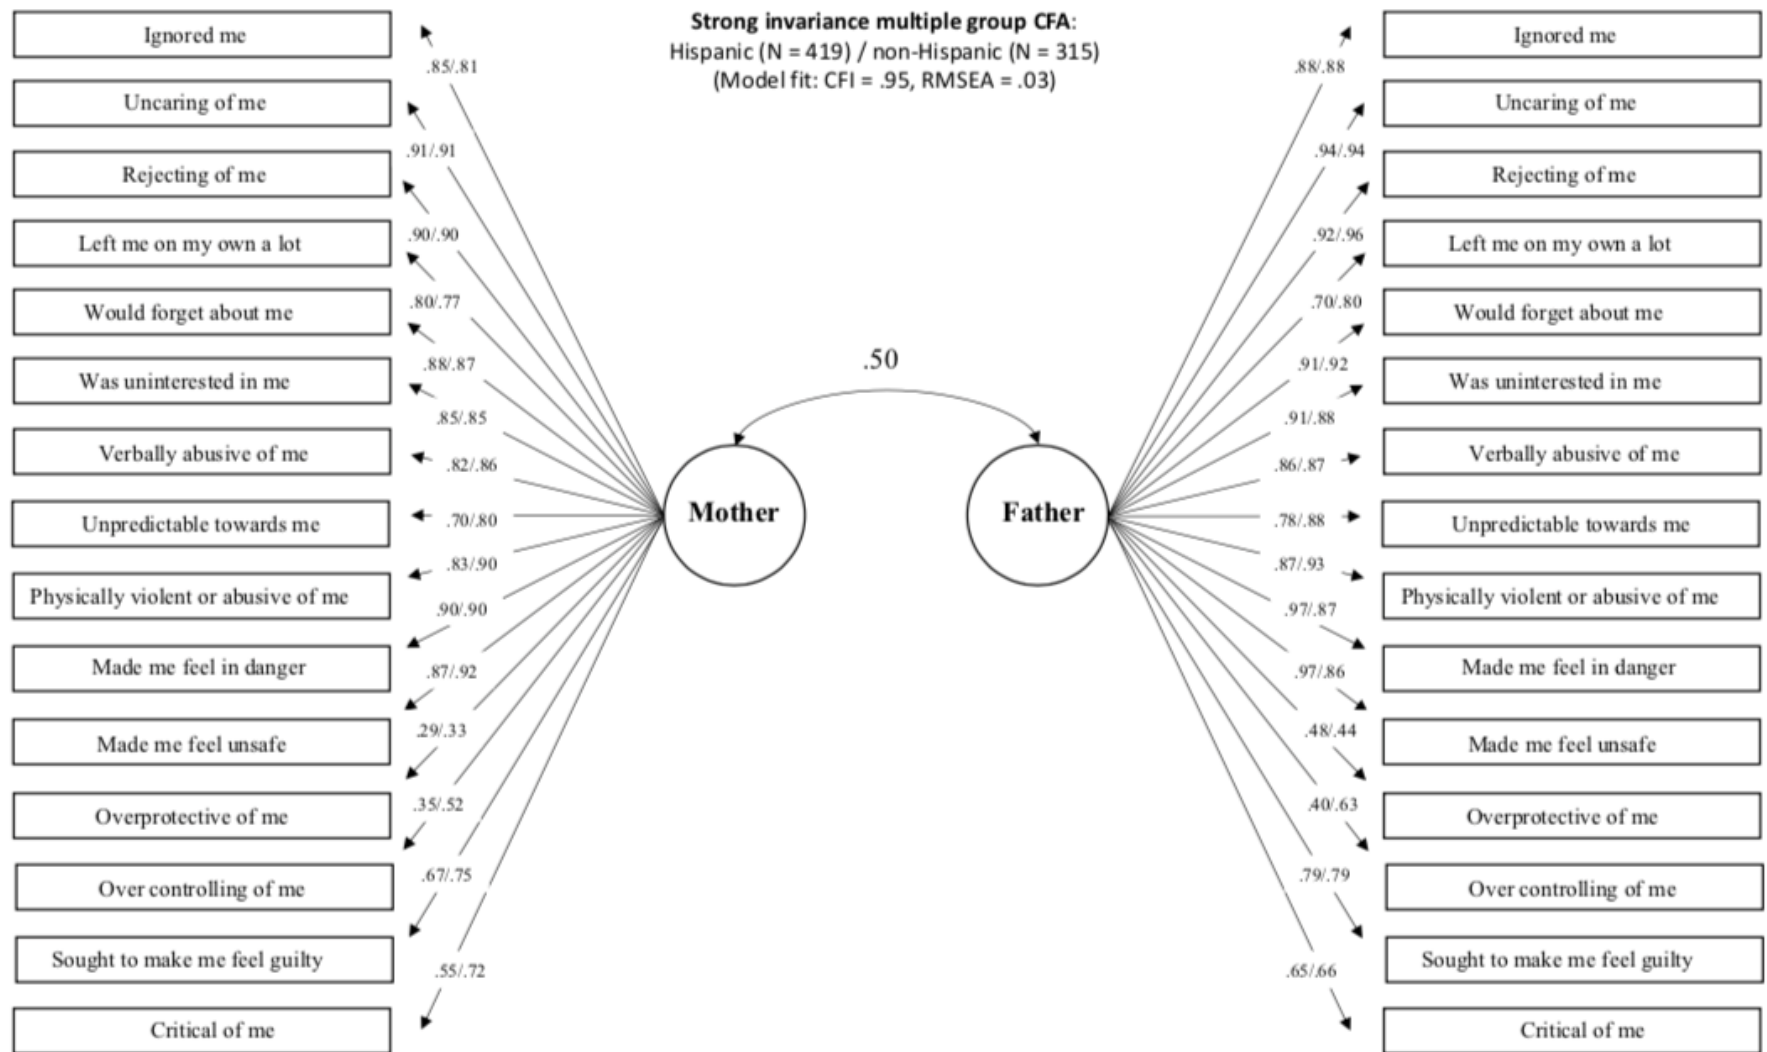 Strong invariance multiple group CFA:
Hispanic (N = 419) / non-Hispanic (N = 315)
(Model fit: CFI = .95, RMSEA = .03)
Ignored me
Uncaring of me
Rejecting of me
Left me on my own a lot
Would forget about me
Was uninterested in me
Verbally abusive of me
Unpredictable towards me
Physically violent or abusive of me
Made me feel in danger
Made me feel unsafe
Overprotective of me
Over controlling of me
Sought to make me feel guilty
Critical of me
.85/.81
.91/.91
.90/.90
.80/.77
.88/.87
.85/.85
.82/.86
.70/.80
.83/.90
.90/.90
.87/.92
.29/.33
.35/.52
.67/.75
.55/.72
.50
Mother
Father
.88/.88
.94/.94
.92/.96
.70/.80
.91/.92
.91/.88
.86/.87
.78/.88
.87/.93
.97/.87
.97/.86
.48/.44
.40/.63
.79/.79
.65/.66
Ignored me
Uncaring of me
Rejecting of me
Left me on my own a lot
Would forget about me
Was uninterested in me
Verbally abusive of me
Unpredictable towards me
Physically violent or abusive of me
Made me feel in danger
Made me feel unsafe
Overprotective of me
Over controlling of me
Sought to make me feel guilty
Critical of me